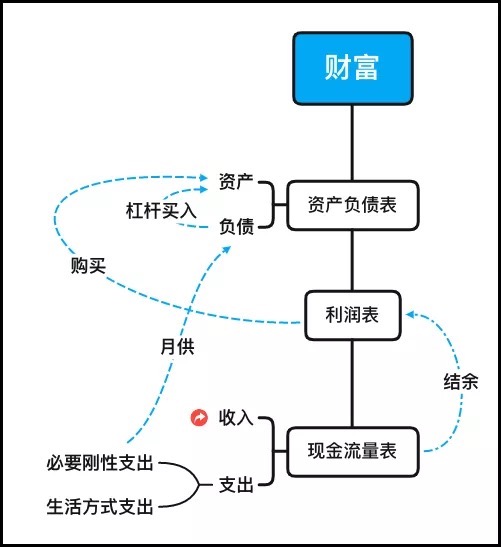 财富
资产
杠杆买入
资产负债表
负债
购买
利润表
月供
结余
收入
必要刚性支出
现金流量表
支出
生活方式支出